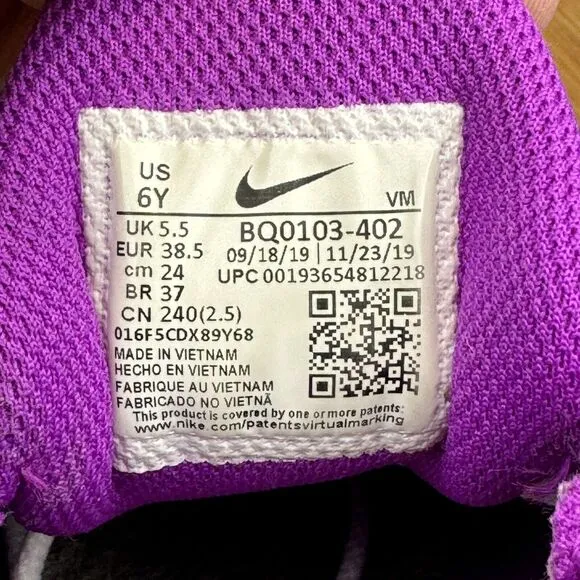 US
6Y
VM
UK 5.5
EUR 38.5
cm 24
BR 37
CN 240(2.5)
BQ0103-402
09/18/19 | 11/23/19
UPC 00193654812218
016F5CDX89Y68
MADE IN VIETNAM
HECHO EN VIETNAM
FABRIQUE AU VIETNAM
FABRICADO NO VIETNÃ
This product is covered by one or more patents:
www.nike.com/patentsvirtualmarking